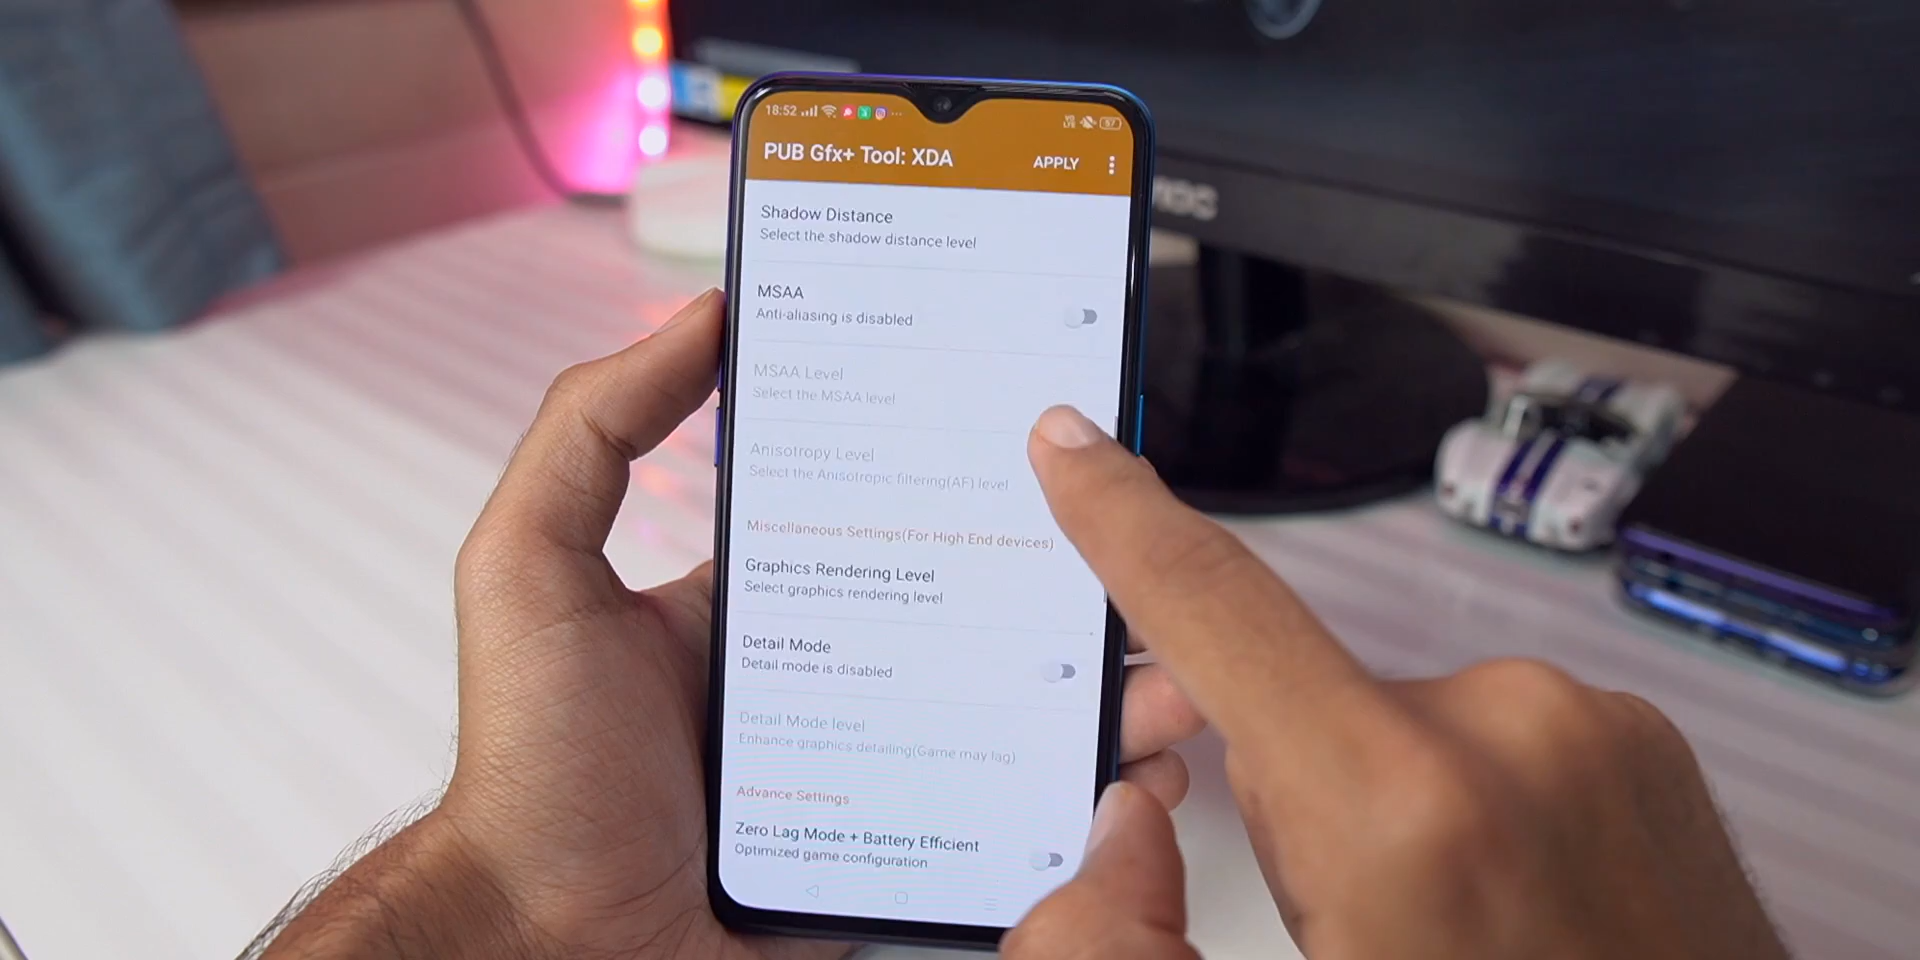 18:52
57
PUB Gfx+ Tool: XDA
APPLY
Shadow Distance
Select the shadow distance level
MSAA
Anti-aliasing is disabled
MSAA Level
Select the MSAA level
Anisotropy Level
Select the Anisotropic filtering(AF) level
Miscellaneous Settings(For High End devices)
Graphics Rendering Level
Select graphics rendering level
Detail Mode
Detail mode is disabled
Detail Mode level
Enhance graphics detailing(Game may lag)
Advance Settings
Zero Lag Mode + Battery Efficient
Optimized game configuration